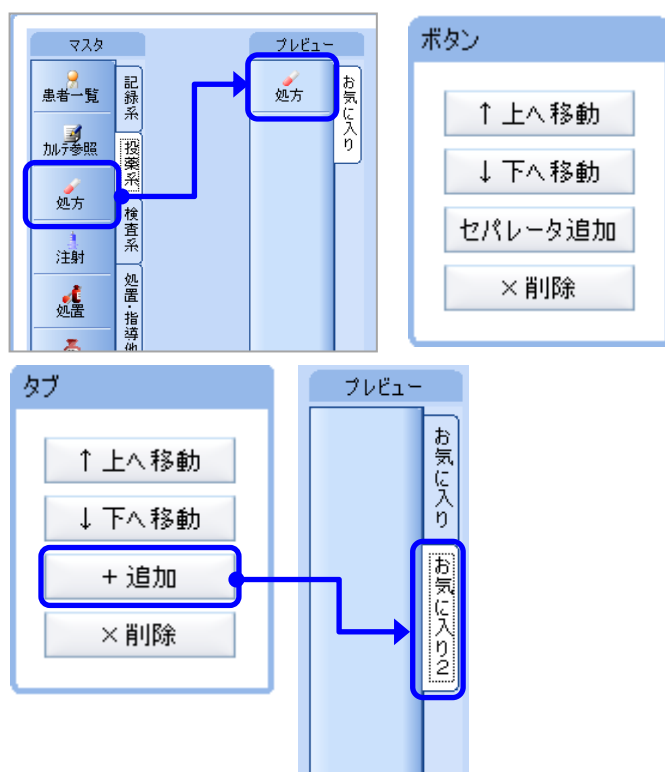 マスタ
患者一覧
カルテ参照
処方
注射
処置
記録系
投薬系
検査系
処置・指導他
プレビュー
処方
お気に入り
ボタン
↑ 上へ移動
↓ 下へ移動
セパレータ追加
×削除
タブ
↑ 上へ移動
↓ 下へ移動
+ 追加
×削除
プレビュー
お気に入り
お気に入り2